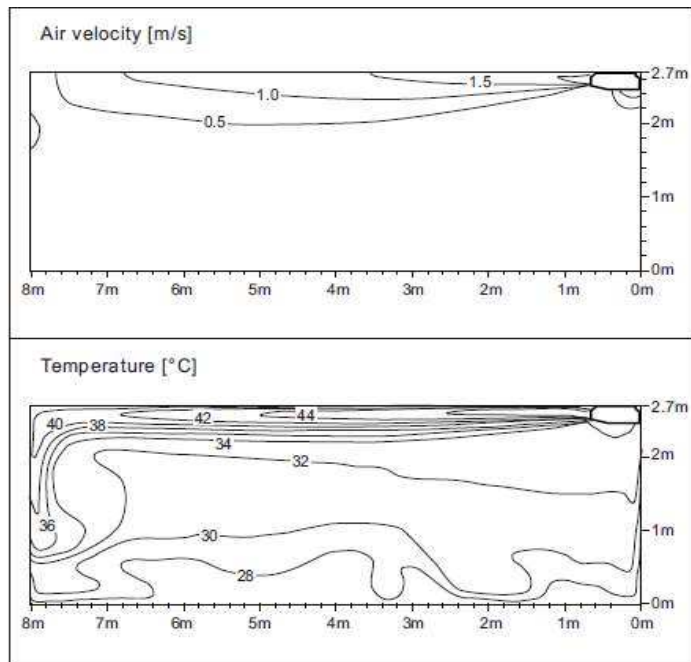 Air velocity [m/s]
2.7m
1.5
1.0
0.5
2m
1m
0m
8m 7m 6m 5m 4m 3m 2m 1m 0m
Temperature [°C]
2.7m
40 38 42 44
34
32
2m
36
30
1m
28
0m
8m 7m 6m 5m 4m 3m 2m 1m 0m